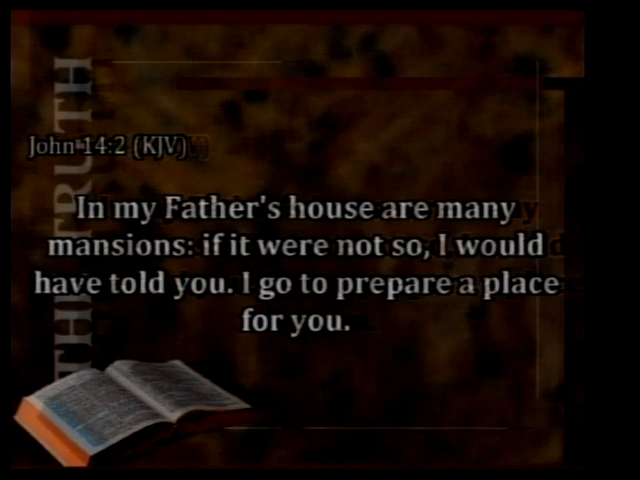 THE TRUTH
John 14:2 (KJV)
In my Father's house are many
mansions: if it were not so, I would
have told you. I go to prepare a place
for you.